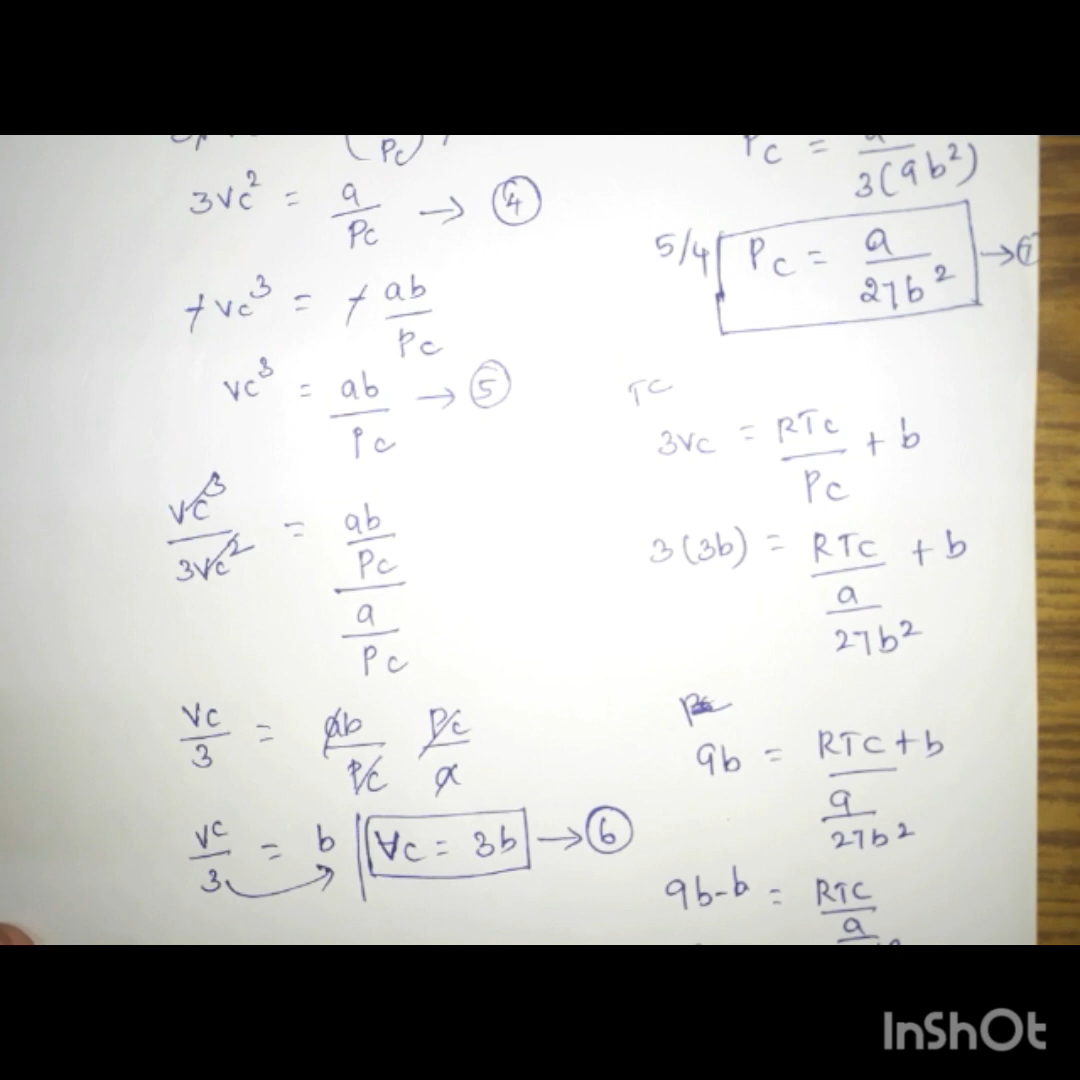 (Pc)
3Vc² = a/Pc → ④
-Vc³ = - ab/Pc
Vc³ = ab/Pc → ⑤
Vc³/3Vc² = ab/Pc / a/Pc
Vc/3 = ab/Pc Pc/a
Vc/3 = b | Vc = 3b → ⑥
Pc = a/3(9b²)
5/4 Pc = a/27b² → ⑦
TC
3Vc = RTc/Pc + b
3(3b) = RTc/a/27b² + b
9b = RTc/a/27b² + b
9b-b = RTc/a
InShOt